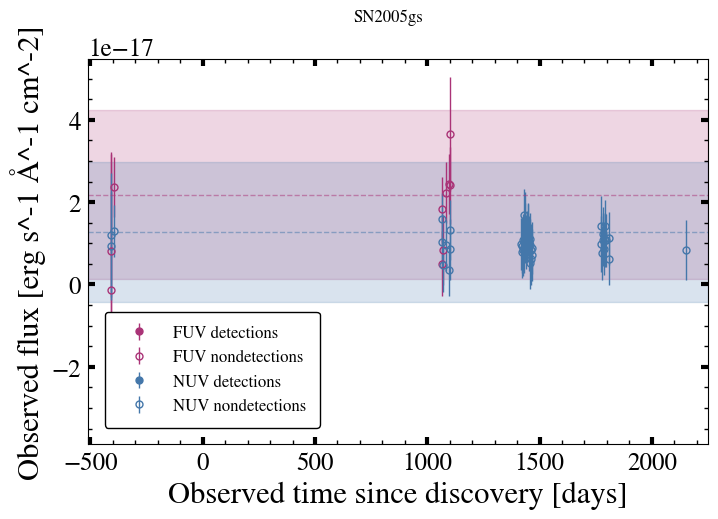 SN2005gs
1e−17
Observed flux [erg s^-1 Å^-1 cm^-2]
4
2
0
−2
FUV detections
FUV nondetections
NUV detections
NUV nondetections
−500 0 500 1000 1500 2000
Observed time since discovery [days]